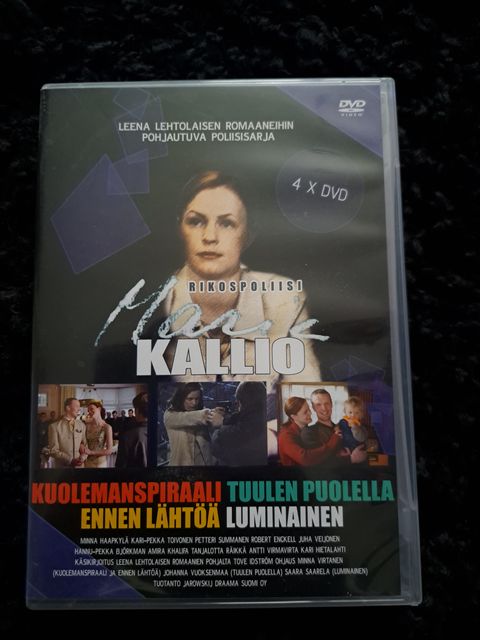 DVD
VIDEO
LEENA LEHTOLAISEN ROMAANEIHIN
POHJAUTUVA POLIISISARJA
4 X DVD
RIKOSPOLIISI
Maria
KALLIO
KUOLEMANSPIRAALI TUULEN PUOLELLA
ENNEN LÄHTÖÄ LUMINAINEN
MINNA HAAPKYLÄ KARI-PEKKA TOIVONEN PETTERI SUMMANEN ROBERT ENCKELL JUHA VEIJONEN
HANNU-PEKKA BJÖRKMAN AMIRA KHALIFA TANJALOTTA RÄIKKÄ ANTTI VIRMAVIRTA KARI HIETALAHTI
KÄSIKIRJOITUS LEENA LEHTOLAISEN ROMAANIEN POHJALTA TOVE IDSTRÖM OHJAUS MINNA VIRTANEN
(KUOLEMANSPIRAALI JA ENNEN LÄHTÖÄ) JOHANNA VUOKSENMAA (TUULEN PUOLELLA) SAARA SAARELA (LUMINAINEN)
TUOTANTO JAROWSKIJ DRAAMA SUOMI OY